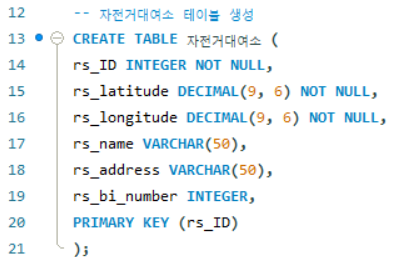 12 -- 자전거대여소 테이블 생성
13 CREATE TABLE 자전거대여소 (
14 rs_ID INTEGER NOT NULL,
15 rs_latitude DECIMAL(9, 6) NOT NULL,
16 rs_longitude DECIMAL(9, 6) NOT NULL,
17 rs_name VARCHAR(50),
18 rs_address VARCHAR(50),
19 rs_bi_number INTEGER,
20 PRIMARY KEY (rs_ID)
21 );